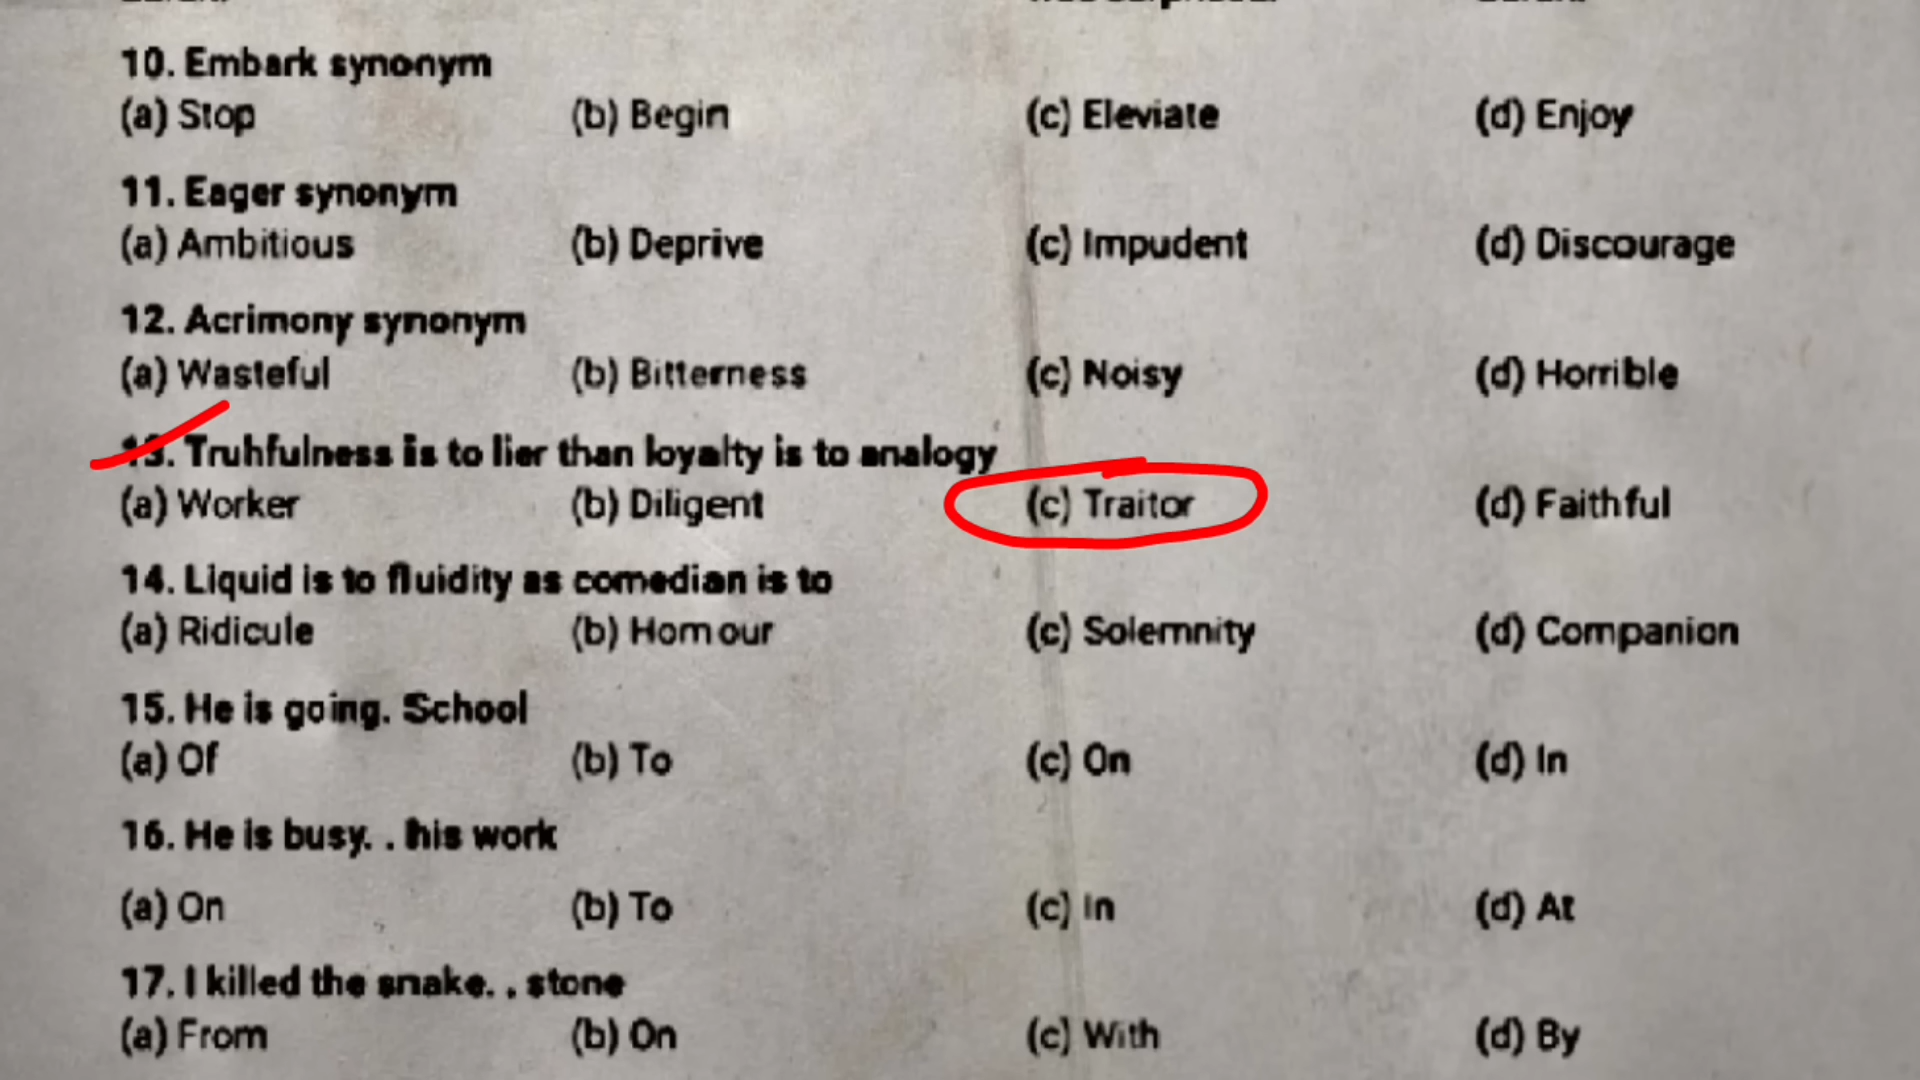 10. Embark synonym
(a) Stop (b) Begin (c) Eleviate (d) Enjoy
11. Eager synonym
(a) Ambitious (b) Deprive (c) Impudent (d) Discourage
12. Acrimony synonym
(a) Wasteful (b) Bitterness (c) Noisy (d) Horrible
13. Truhfulness is to lier than loyalty is to analogy
(a) Worker (b) Diligent (c) Traitor (d) Faithful
14. Liquid is to fluidity as comedian is to
(a) Ridicule (b) Homour (c) Solemnity (d) Companion
15. He is going. School
(a) Of (b) To (c) On (d) In
16. He is busy. . his work
(a) On (b) To (c) In (d) At
17. I killed the snake. . stone
(a) From (b) On (c) With (d) By